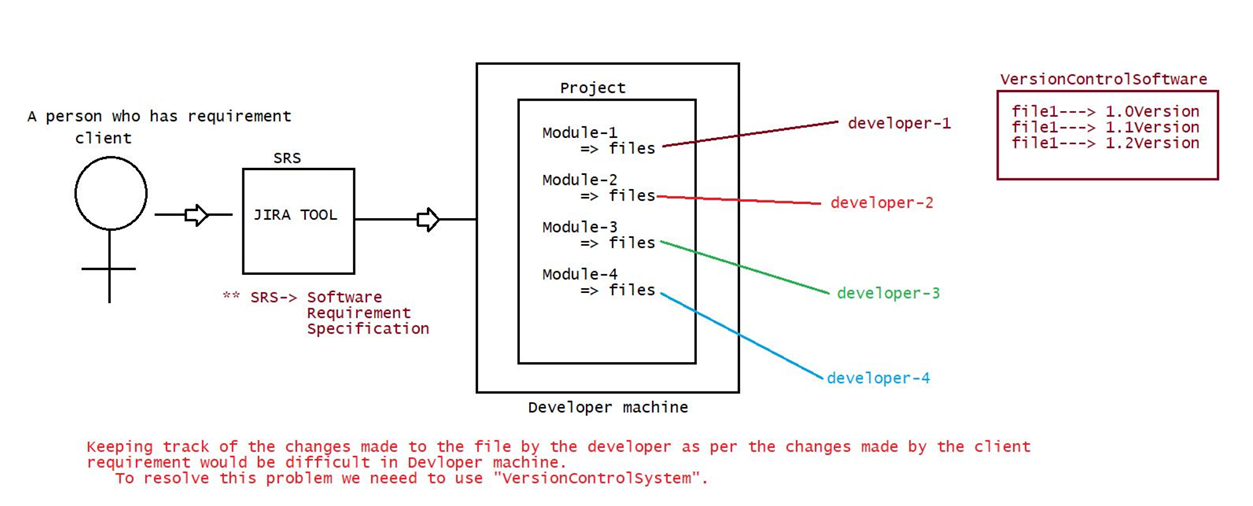 A person who has requirement
client
SRS
JIRA TOOL
** SRS-> Software
Requirement
Specification
Project
Module-1
=> files
Module-2
=> files
Module-3
=> files
Module-4
=> files
Developer machine
developer-1
developer-2
developer-3
developer-4
VersionControlSoftware
file1---> 1.0Version
file1---> 1.1Version
file1---> 1.2Version
Keeping track of the changes made to the file by the developer as per the changes made by the client
requirement would be difficult in Devloper machine.
To resolve this problem we neeed to use "VersionControlSystem".